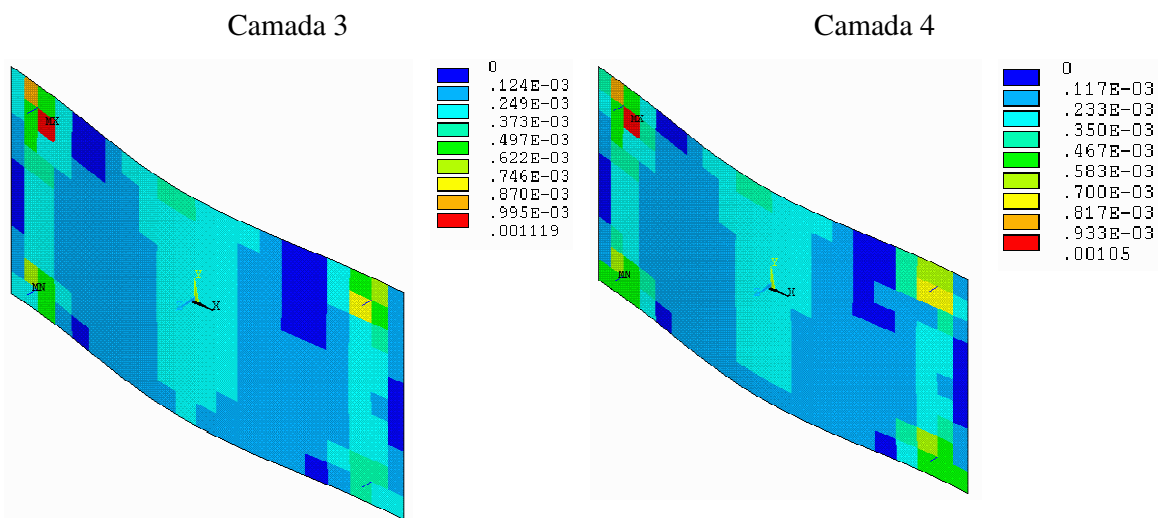 Camada 3
Camada 4
0
.124E-03
.249E-03
.373E-03
.497E-03
.622E-03
.746E-03
.870E-03
.995E-03
.001119
MX
MN
Y
X
0
.117E-03
.233E-03
.350E-03
.467E-03
.583E-03
.700E-03
.817E-03
.933E-03
.00105
MX
MN
Y
X